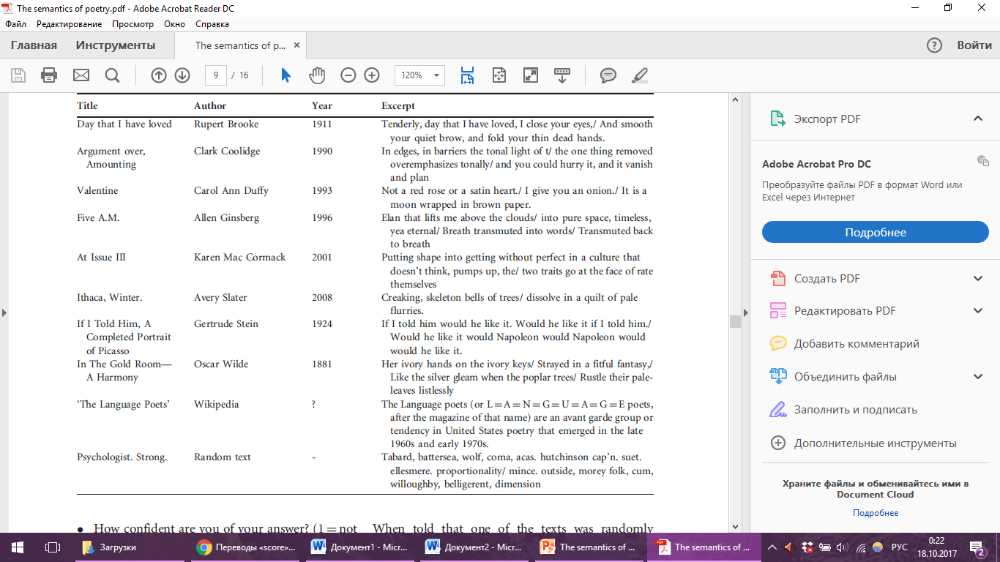 The semantics of poetry.pdf - Adobe Acrobat Reader DC
Файл Редактирование Просмотр Окно Справка
Главная Инструменты The semantics of p... × ? Войти
9 / 16 120%
Title Author Year Excerpt
Day that I have loved Rupert Brooke 1911 Tenderly, day that I have loved, I close your eyes,/ And smooth
your quiet brow, and fold your thin dead hands.
Argument over, Clark Coolidge 1990 In edges, in barriers the tonal light of t/ the one thing removed
Amounting overemphasizes tonally/ and you could hurry it, and it vanish
and plan
Valentine Carol Ann Duffy 1993 Not a red rose or a satin heart./ I give you an onion./ It is a
moon wrapped in brown paper.
Five A.M. Allen Ginsberg 1996 Elan that lifts me above the clouds/ into pure space, timeless,
yea eternal/ Breath transmuted into words/ Transmuted back
to breath
At Issue III Karen Mac Cormack 2001 Putting shape into getting without perfect in a culture that
doesn't think, pumps up, the/ two traits go at the face of rate
themselves
Ithaca, Winter. Avery Slater 2008 Creaking, skeleton bells of trees/ dissolve in a quilt of pale
flurries.
If I Told Him, A Gertrude Stein 1924 If I told him would he like it. Would he like it if I told him./
Completed Portrait Would he like it would Napoleon would Napoleon would
of Picasso would he like it.
In The Gold Room— Oscar Wilde 1881 Her ivory hands on the ivory keys/ Strayed in a fitful fantasy,/
A Harmony Like the silver gleam when the poplar trees/ Rustle their pale-
leaves listlessly
'The Language Poets' Wikipedia ? The Language poets (or L=A=N=G=U=A=G=E poets,
after the magazine of that name) are an avant garde group or
tendency in United States poetry that emerged in the late
1960s and early 1970s.
Psychologist. Strong. Random text - Tabard, battersea, wolf, coma, acas. hutchinson cap'n. suet.
ellesmere. proportionality/ mince. outside, morey folk, cum,
willoughby, belligerent, dimension
• How confident are you of your answer? (1=not When told that one of the texts was randomly
Экспорт PDF
Adobe Acrobat Pro DC
Преобразуйте файлы PDF в формат Word или
Excel через Интернет
Подробнее
Создать PDF
Редактировать PDF
Добавить комментарий
Объединить файлы
Заполнить и подписать
Дополнительные инструменты
Храните файлы и обменивайтесь ими в
Document Cloud
Подробнее
Загрузки Переводы «score»... Документ1 - Micr... Документ2 - Micr... The semantics of ... The semantics of ... РУС 0:22
18.10.2017 2